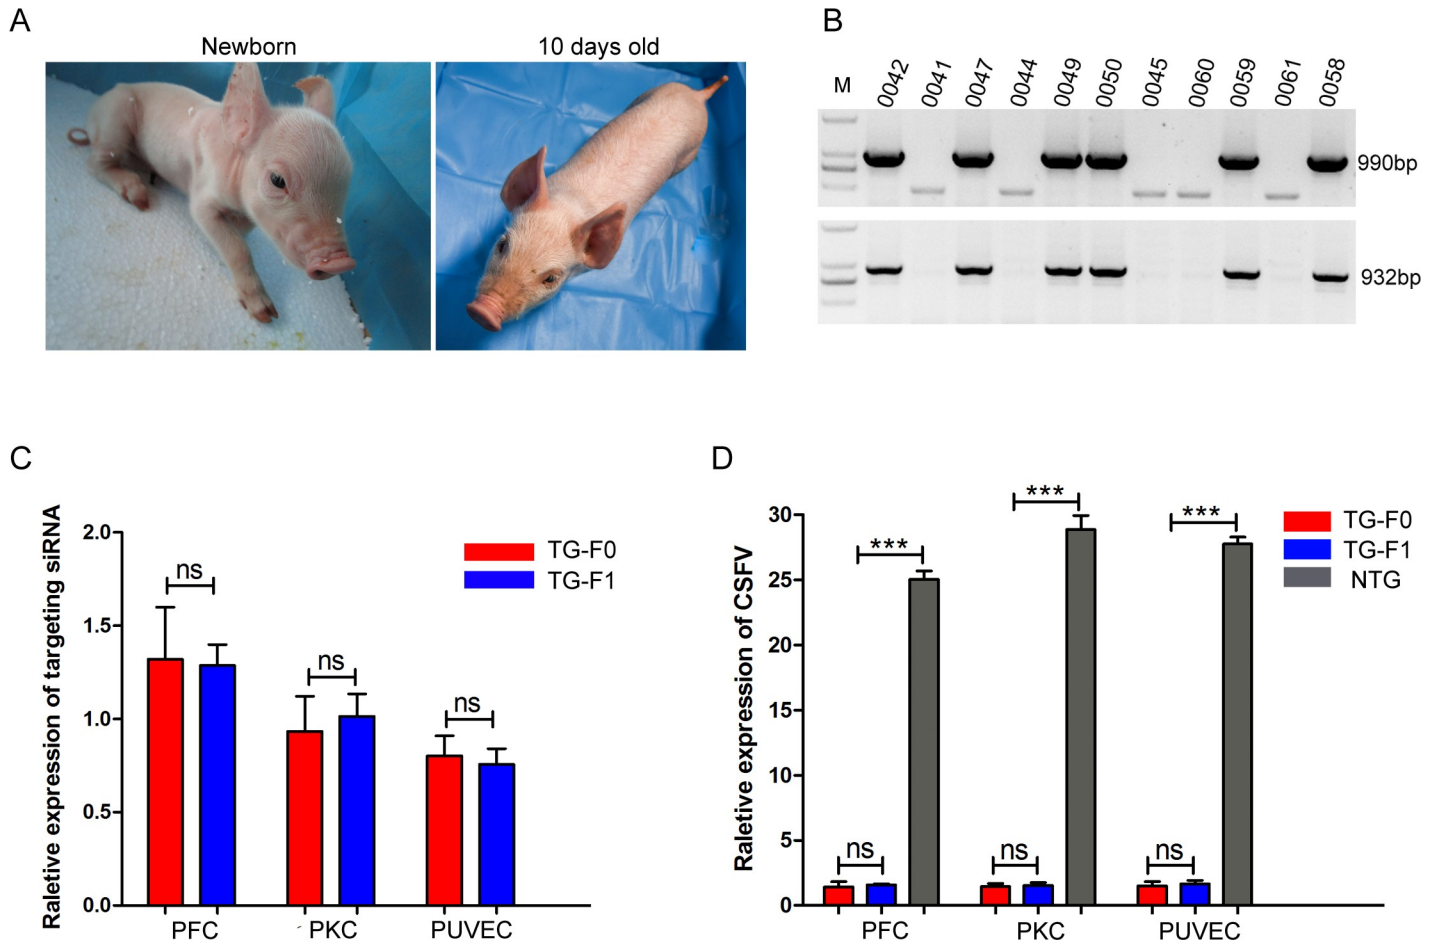 A
Newborn
10 days old
B
M
0042
0041
0047
0044
0049
0050
0045
0060
0059
0061
0058
990bp
932bp
C
Raletive expression of targeting siRNA
2.0
1.5
1.0
0.5
0.0
ns
ns
ns
TG-F0
TG-F1
PFC
PKC
PUVEC
D
Raletive expression of CSFV
30
25
20
15
10
5
0
***
***
***
ns
ns
ns
TG-F0
TG-F1
NTG
PFC
PKC
PUVEC